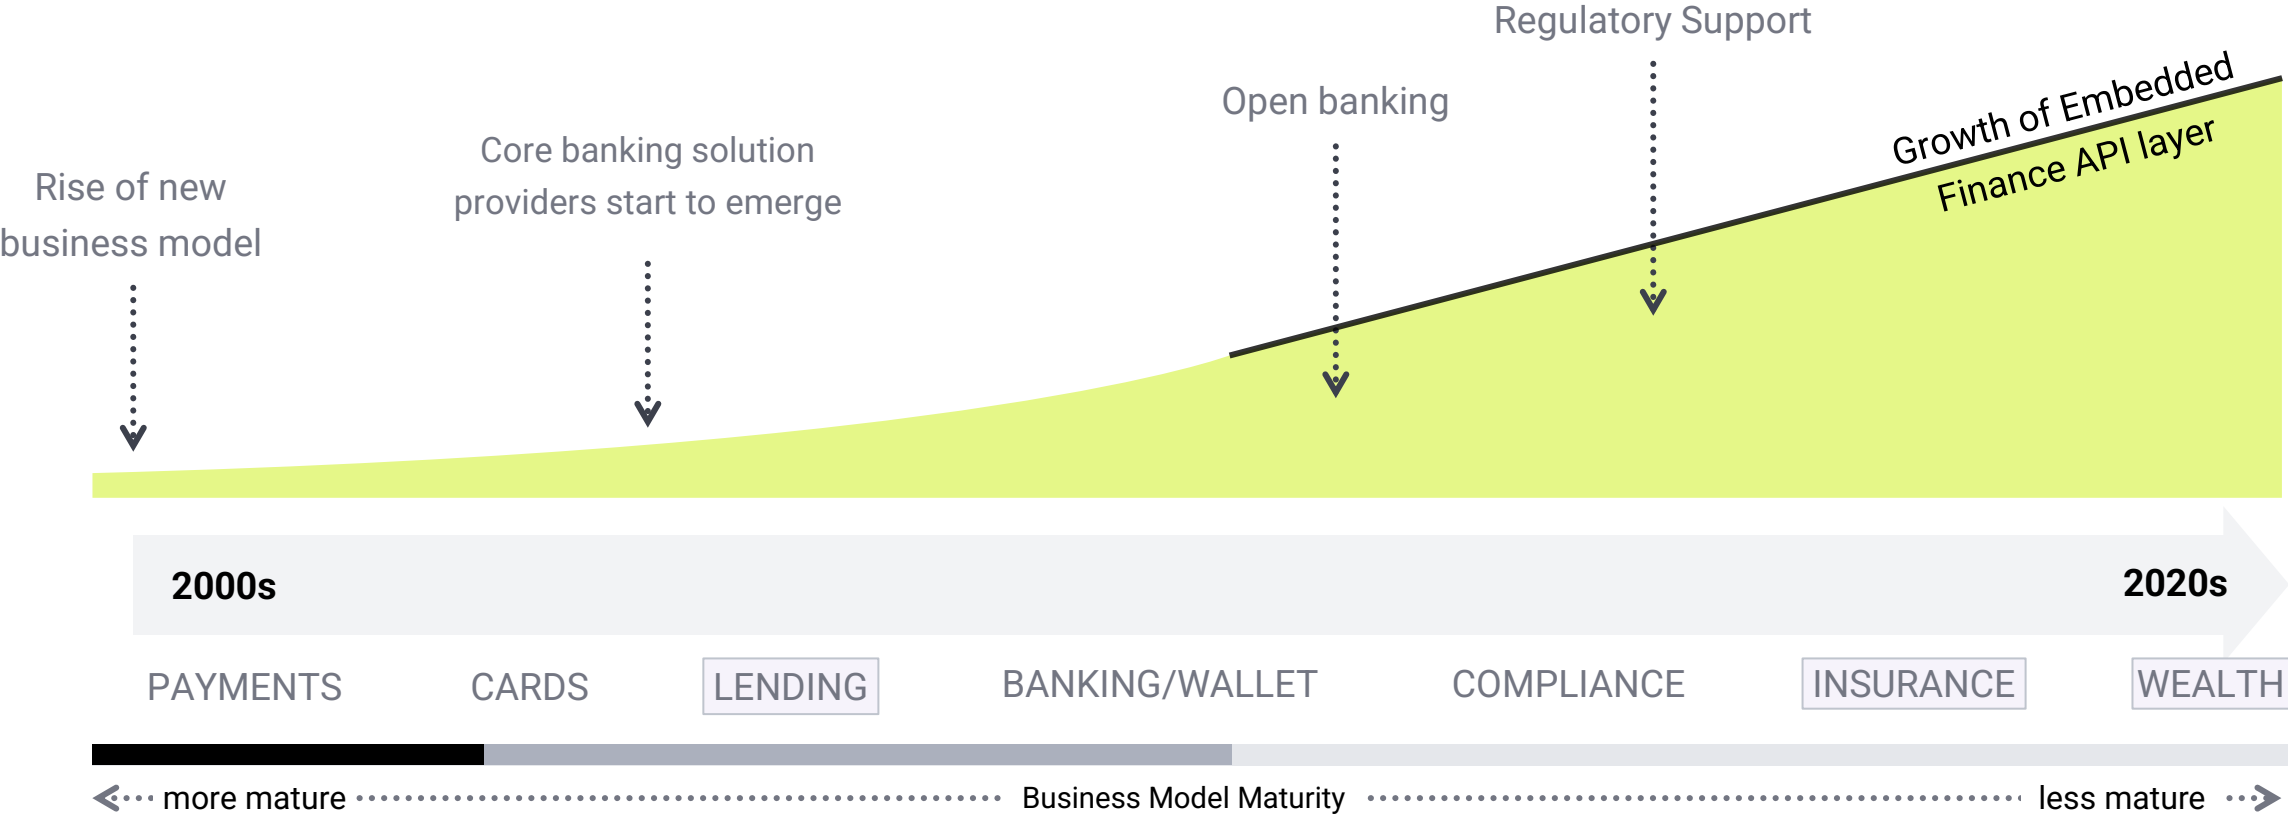 Regulatory Support
Open banking
Growth of Embedded
Finance API layer
Core banking solution
providers start to emerge
Rise of new
business model
2000s
2020s
PAYMENTS CARDS LENDING BANKING/WALLET COMPLIANCE INSURANCE WEALTH
more mature Business Model Maturity less mature